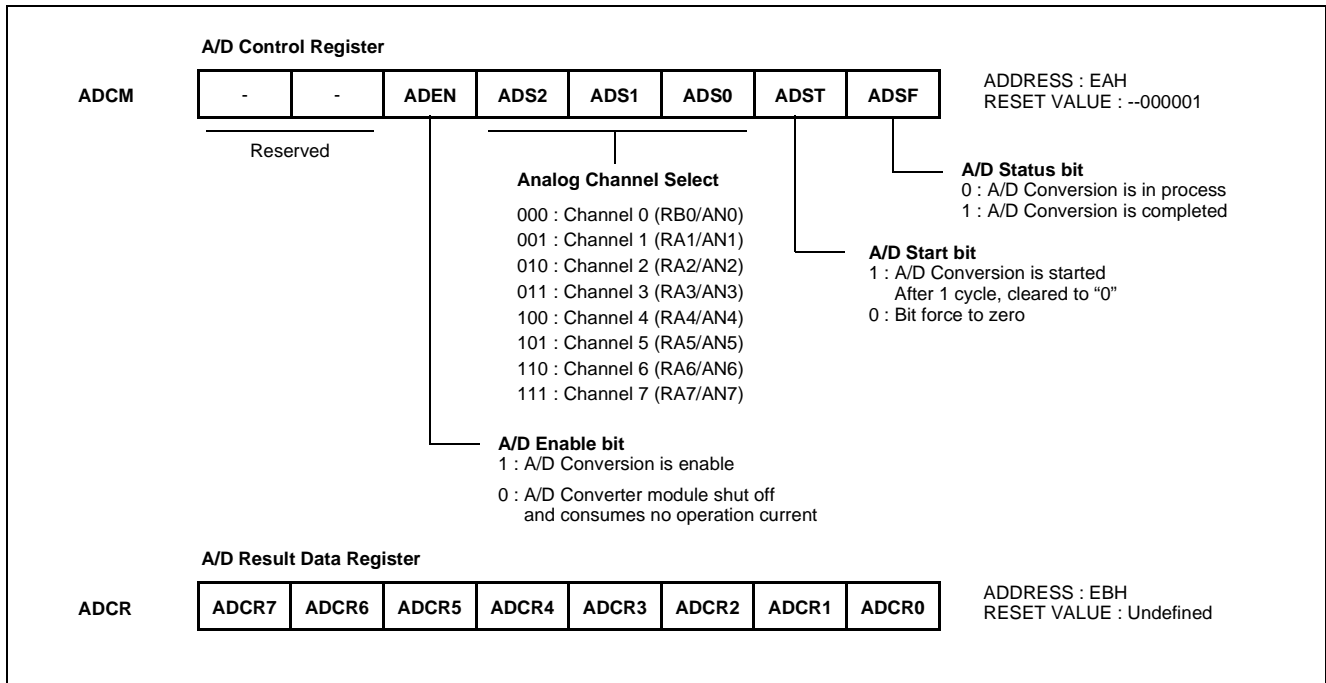 A/D Control Register
ADCM - - ADEN ADS2 ADS1 ADS0 ADST ADSF
ADDRESS : EAH
RESET VALUE : --000001
Reserved
Analog Channel Select
000 : Channel 0 (RB0/AN0)
001 : Channel 1 (RA1/AN1)
010 : Channel 2 (RA2/AN2)
011 : Channel 3 (RA3/AN3)
100 : Channel 4 (RA4/AN4)
101 : Channel 5 (RA5/AN5)
110 : Channel 6 (RA6/AN6)
111 : Channel 7 (RA7/AN7)
A/D Status bit
0 : A/D Conversion is in process
1 : A/D Conversion is completed
A/D Start bit
1 : A/D Conversion is started
After 1 cycle, cleared to “0”
0 : Bit force to zero
A/D Enable bit
1 : A/D Conversion is enable
0 : A/D Converter module shut off
and consumes no operation current
A/D Result Data Register
ADCR ADCR7 ADCR6 ADCR5 ADCR4 ADCR3 ADCR2 ADCR1 ADCR0
ADDRESS : EBH
RESET VALUE : Undefined